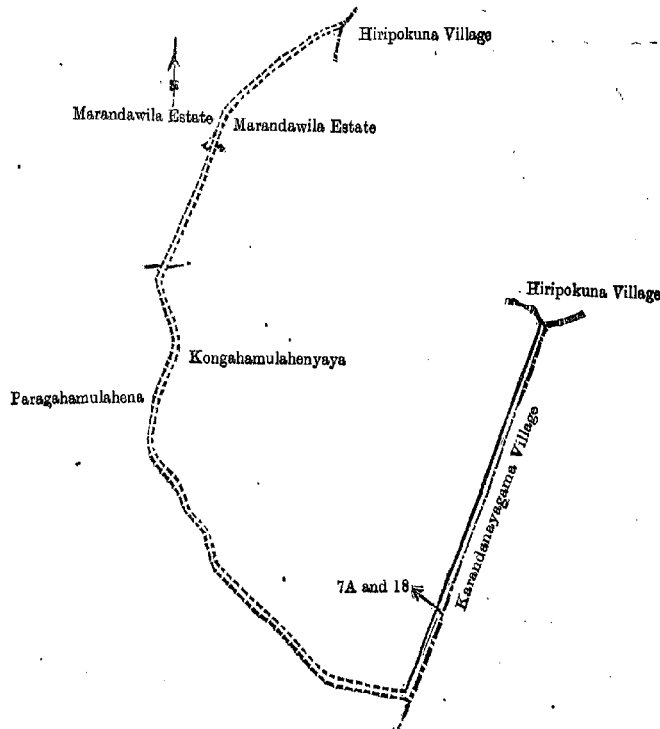 Hiripokuna Village
Marandawila Estate
Marandawila Estate
Hiripokuna Village
Kongahamulahenyaya
Paragahamulahena
Karandanayagama Village
7A and 18